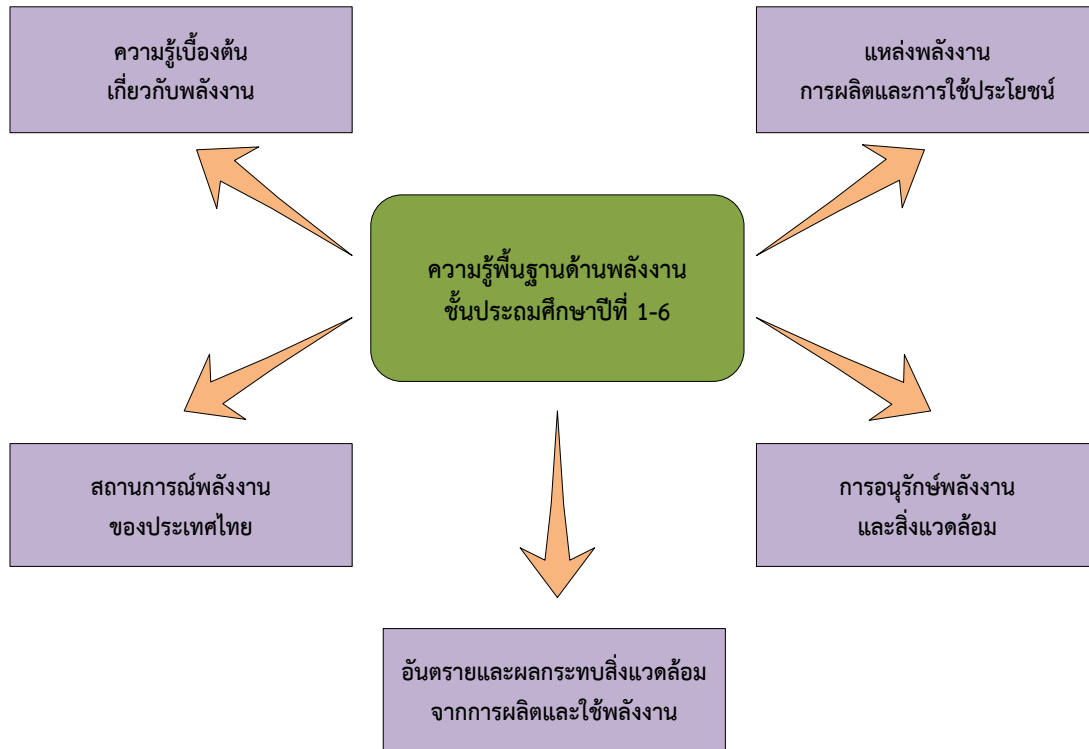 ความรู้เบื้องต้น
เกี่ยวกับพลังงาน
แหล่งพลังงาน
การผลิตและการใช้ประโยชน์
ความรู้พื้นฐานด้านพลังงาน
ชั้นประถมศึกษาปีที่ 1-6
สถานการณ์พลังงาน
ของประเทศไทย
การอนุรักษ์พลังงาน
และสิ่งแวดล้อม
อันตรายและผลกระทบสิ่งแวดล้อม
จากการผลิตและใช้พลังงาน